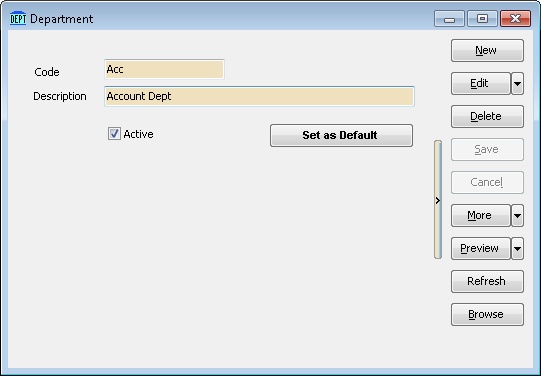 DEPT Department
New
Code Acc
Edit
Description Account Dept
Delete
Active
Set as Default
Save
Cancel
More
Preview
Refresh
Browse